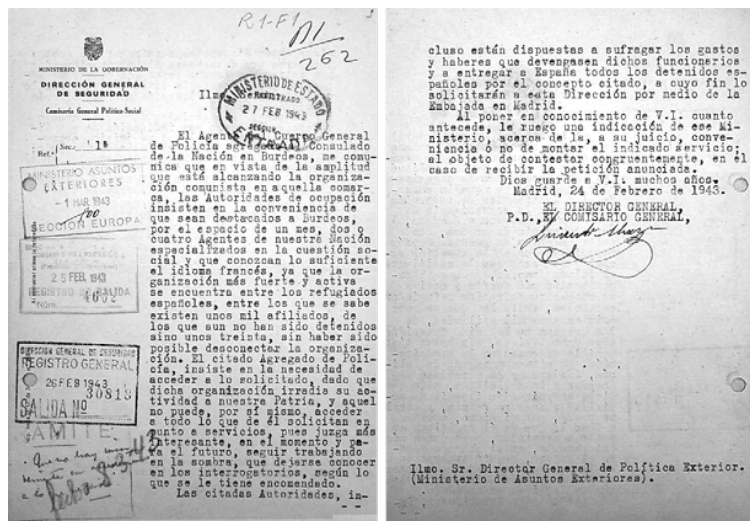 R1-F1
262
MINISTERIO DE LA GOBERNACIÓN
DIRECCIÓN GENERAL
DE SEGURIDAD
Comisaría General Político-Social
Ref.
Ilmo
MINISTERIO DE ESTADO
27 FEB 1943
MINISTERIO ASUNTOS
EXTERIORES
-1 MAR. 1943
SECCION EUROPA
25 FEB. 1943
REGISTRO DE SALIDA
Núm. 4002
DIRECCIÓN GENERAL DE SEGURIDAD
REGISTRO GENERAL
26 FEB 1943
30818
SALIDA Nº
El Agente Cuerpo General
de Policía agregado Consulado
de la Nación en Burdeos, me comu-
nica que en vista de la amplitud
que está alcanzando la organiza-
ción comunista en aquella comar-
ca, las Autoridades de ocupación
insisten en la conveniencia de
que sean destacados a Burdeos,
por el espacio de un mes, dos o
cuatro Agentes de nuestra Nación
especializados en la cuestión so-
cial y que conozcan lo suficiente
el idioma francés, ya que la or-
ganización más fuerte y activa
se encuentra entre los refugiados
españoles, entre los que se sabe
existen unos mil afiliados, de
los que aun no han sido detenidos
sino unos treinta, sin haber sido
posible desconectar la organiza-
ción. El citado Agregado de Poli-
cía, insiste en la necesidad de
acceder a lo solicitado, dado que
dicha organización irradia su ac-
tividad a nuestra Patria, y aquel
no puede, por sí mismo, acceder
a todo lo que de él solicitan en
punto a servicios, pues juzga más
interesante, en el momento y pa-
ra el futuro, seguir trabajando
en la sombra, que dejarse conocer
en los interrogatorios, según lo
que se le tiene encomendado.
Las citadas Autoridades, in-
--
cluso están dispuestas a sufragar los gastos
y haberes que devengasen dichos funcionarios
y a entregar a España todos los detenidos es-
pañoles por el concepto citado, a cuyo fin lo
solicitarán a esta Dirección por medio de la
Embajada en Madrid.
Al poner en conocimiento de V.I. cuanto
antecede, le ruego una indicación de ese Mi-
nisterio, acerca de la, a su juicio, conve-
niencia o no de montar el indicado servicio;
al objeto de contestar congruentemente, en el
caso de recibir la petición anunciada.
Dios guarde a V.I. muchos años.
Madrid, 24 de Febrero de 1943.
EL DIRECTOR GENERAL,
P.D., EL COMISARIO GENERAL,
Ilmo. Sr. Director General de Política Exterior.
(Ministerio de Asuntos Exteriores).